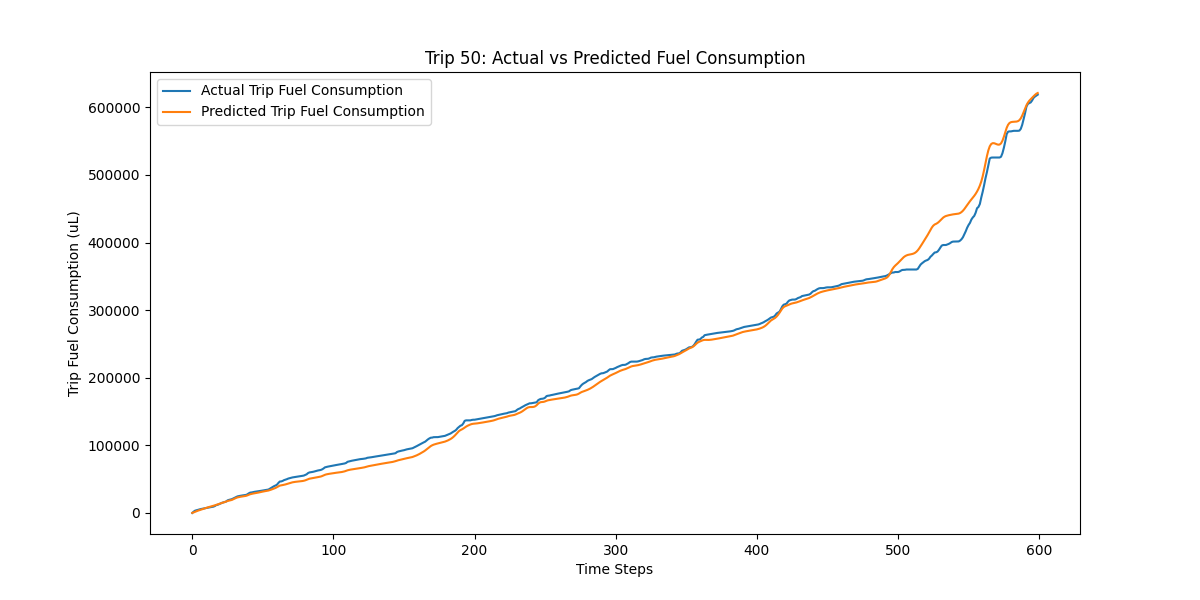 Trip 50: Actual vs Predicted Fuel Consumption
Actual Trip Fuel Consumption
Predicted Trip Fuel Consumption
Trip Fuel Consumption (uL)
600000
500000
400000
300000
200000
100000
0
0 100 200 300 400 500 600
Time Steps